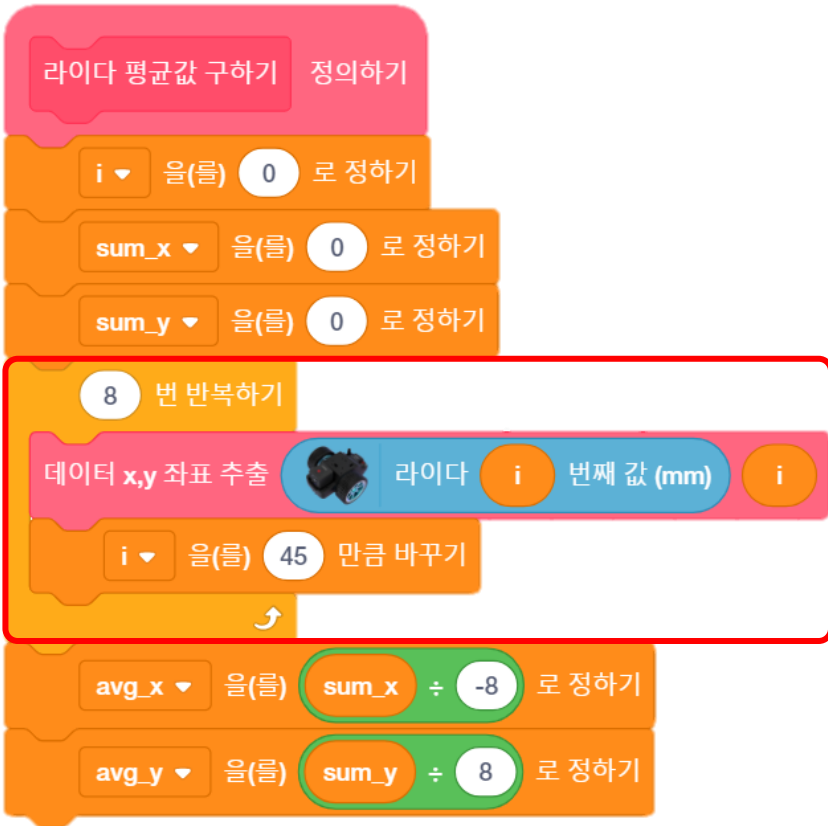 라이다 평균값 구하기 정의하기
i 을(를) 0 로 정하기
sum_x 을(를) 0 로 정하기
sum_y 을(를) 0 로 정하기
8 번 반복하기
데이터 x,y 좌표 추출 라이다 i 번째 값 (mm) i
i 을(를) 45 만큼 바꾸기
avg_x 을(를) sum_x ÷ -8 로 정하기
avg_y 을(를) sum_y ÷ 8 로 정하기